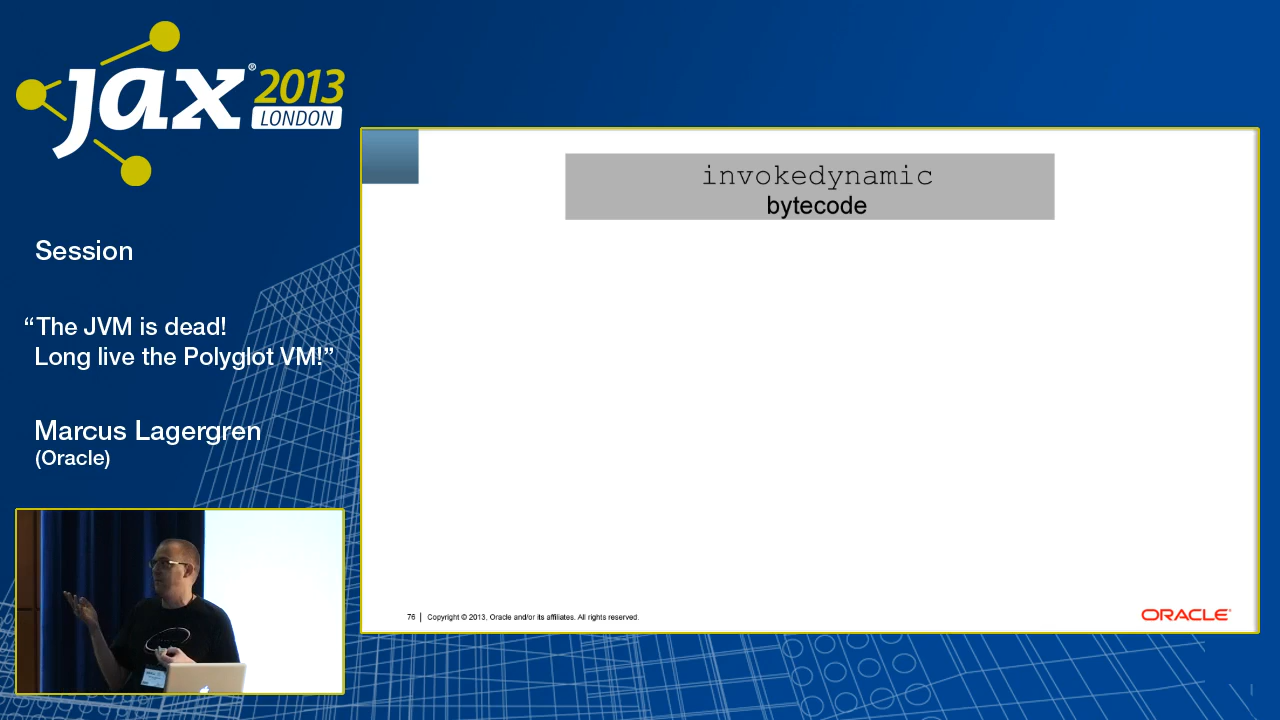 jax® 2013
LONDON
Session
“The JVM is dead!
Long live the Polyglot VM!”
Marcus Lagergren
(Oracle)
invokedynamic
bytecode
76 | Copyright © 2013, Oracle and/or its affiliates. All rights reserved.
ORACLE®